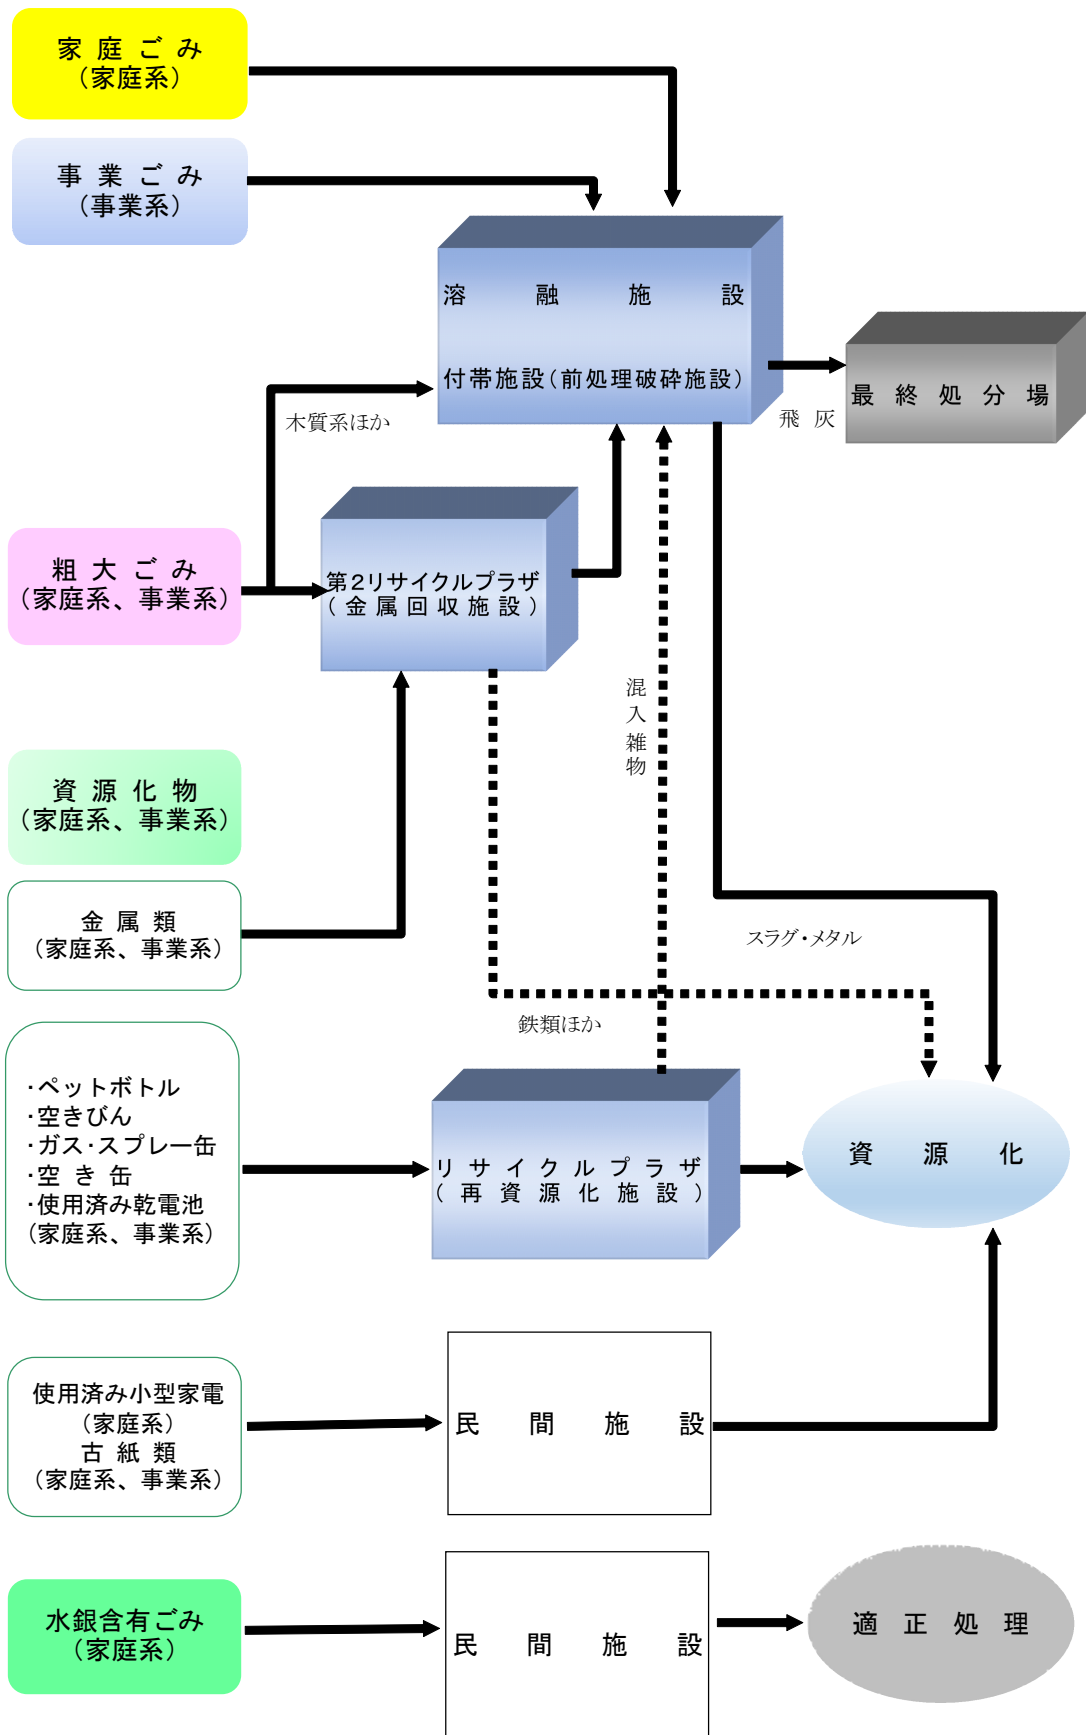 家庭ごみ
(家庭系)
事業ごみ
(事業系)
溶融施設
付帯施設(前処理破砕施設)
最終処分場
飛灰
木質系ほか
粗大ごみ
(家庭系、事業系)
第2リサイクルプラザ
(金属回収施設)
混入雑物
資源化物
(家庭系、事業系)
金属類
(家庭系、事業系)
スラグ・メタル
鉄類ほか
・ペットボトル
・空きびん
・ガス・スプレー缶
・空き缶
・使用済み乾電池
(家庭系、事業系)
リサイクルプラザ
(再資源化施設)
資源化
使用済み小型家電
(家庭系)
古紙類
(家庭系、事業系)
民間施設
水銀含有ごみ
(家庭系)
民間施設
適正処理